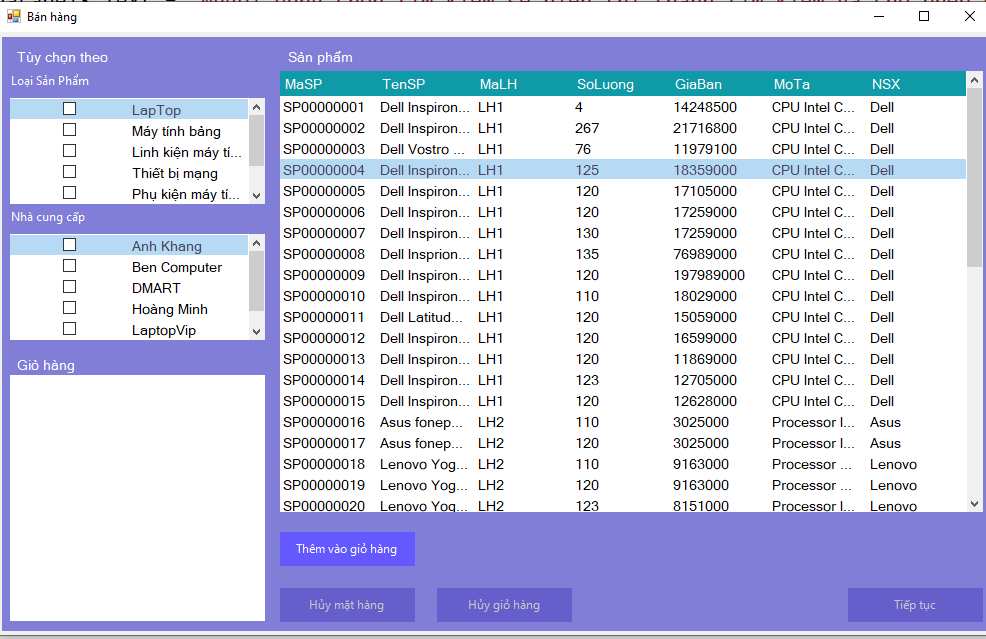 Bán hàng
Tùy chọn theo
Loại Sản Phẩm
LapTop
Máy tính bảng
Linh kiện máy tí...
Thiết bị mạng
Phụ kiện máy tí...
Nhà cung cấp
Anh Khang
Ben Computer
DMART
Hoàng Minh
LaptopVip
Giỏ hàng
Sản phẩm
MaSP TenSP MaLH SoLuong GiaBan MoTa NSX
SP00000001 Dell Inspiron... LH1 4 14248500 CPU Intel C... Dell
SP00000002 Dell Inspiron... LH1 267 21716800 CPU Intel C... Dell
SP00000003 Dell Vostro ... LH1 76 11979100 CPU Intel C... Dell
SP00000004 Dell Inspiron... LH1 125 18359000 CPU Intel C... Dell
SP00000005 Dell Inspiron... LH1 120 17105000 CPU Intel C... Dell
SP00000006 Dell Inspiron... LH1 120 17259000 CPU Intel C... Dell
SP00000007 Dell Inspiron... LH1 130 17259000 CPU Intel C... Dell
SP00000008 Dell Insprion... LH1 135 76989000 CPU Intel C... Dell
SP00000009 Dell Inspiron... LH1 120 197989000 CPU Intel C... Dell
SP00000010 Dell Inspiron... LH1 110 18029000 CPU Intel C... Dell
SP00000011 Dell Latitud... LH1 120 15059000 CPU Intel C... Dell
SP00000012 Dell Inspiron... LH1 120 16599000 CPU Intel C... Dell
SP00000013 Dell Inspiron... LH1 120 11869000 CPU Intel C... Dell
SP00000014 Dell Inspiron... LH1 123 12705000 CPU Intel C... Dell
SP00000015 Dell Inspiron... LH1 120 12628000 CPU Intel C... Dell
SP00000016 Asus fonep... LH2 110 3025000 Processor I... Asus
SP00000017 Asus fonep... LH2 120 3025000 Processor I... Asus
SP00000018 Lenovo Yog... LH2 110 9163000 Processor ... Lenovo
SP00000019 Lenovo Yog... LH2 120 9163000 Processor ... Lenovo
SP00000020 Lenovo Yog... LH2 123 8151000 Processor I... Lenovo
Thêm vào giỏ hàng
Hủy mặt hàng
Hủy giỏ hàng
Tiếp tục